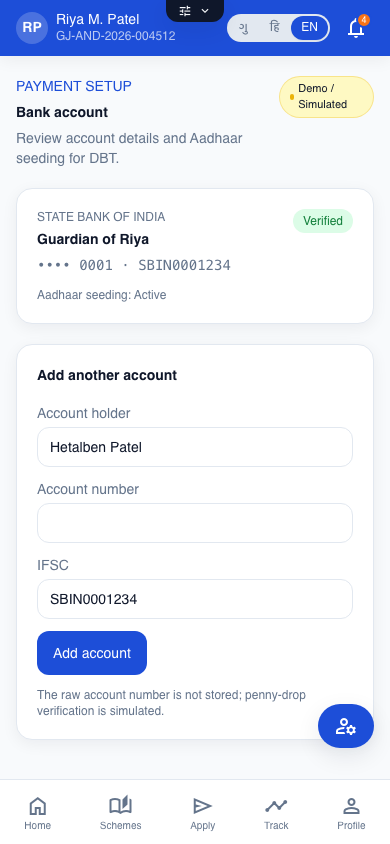 RP
Riya M. Patel
GJ-AND-2026-004512
ગુ
हि
EN
4
PAYMENT SETUP
Bank account
Review account details and Aadhaar
seeding for DBT.
Demo /
Simulated
STATE BANK OF INDIA
Verified
Guardian of Riya
•••• 0001 · SBIN0001234
Aadhaar seeding: Active
Add another account
Account holder
Hetalben Patel
Account number
IFSC
SBIN0001234
Add account
The raw account number is not stored; penny-drop
verification is simulated.
Home
Schemes
Apply
Track
Profile